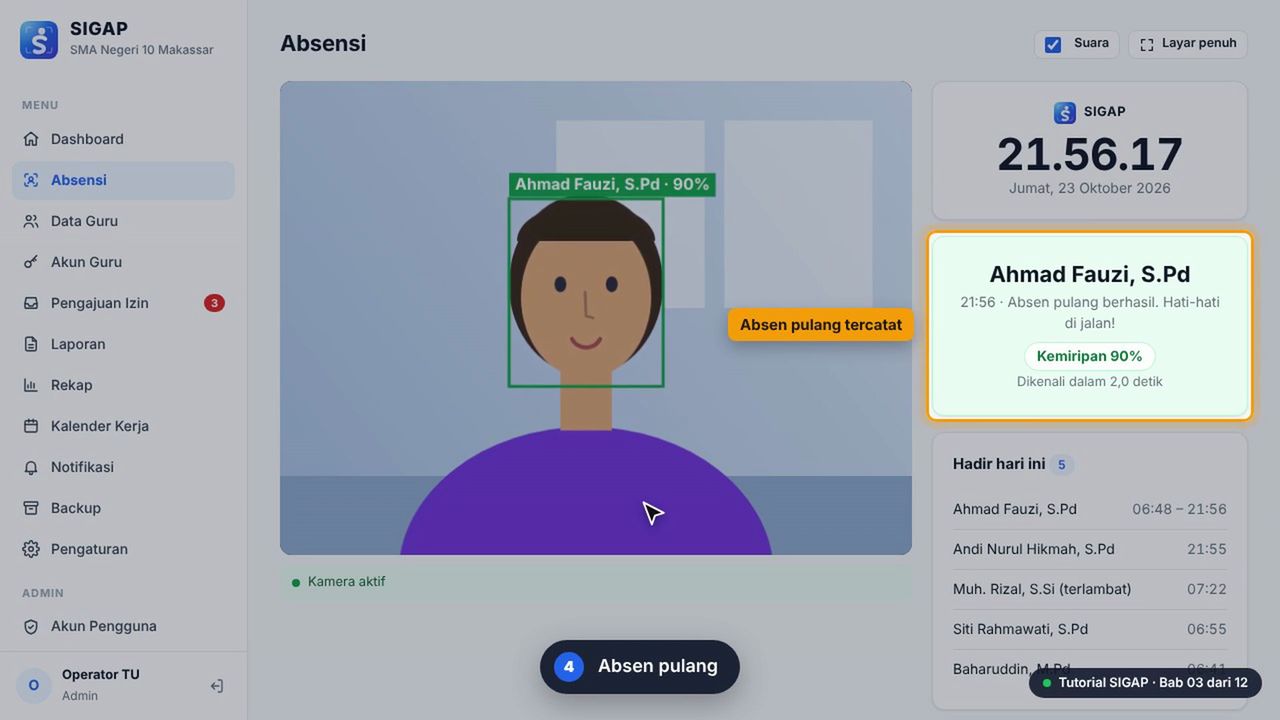 SIGAP
SMA Negeri 10 Makassar
MENU
Dashboard
Absensi
Data Guru
Akun Guru
Pengajuan Izin 3
Laporan
Rekap
Kalender Kerja
Notifikasi
Backup
Pengaturan
ADMIN
Akun Pengguna
O Operator TU
Admin
Absensi
Suara
Layar penuh
Ahmad Fauzi, S.Pd · 90%
Kamera aktif
SIGAP
21.56.17
Jumat, 23 Oktober 2026
Absen pulang tercatat
Ahmad Fauzi, S.Pd
21:56 · Absen pulang berhasil. Hati-hati
di jalan!
Kemiripan 90%
Dikenali dalam 2,0 detik
Hadir hari ini 5
Ahmad Fauzi, S.Pd 06:48 – 21:56
Andi Nurul Hikmah, S.Pd 21:55
Muh. Rizal, S.Si (terlambat) 07:22
Siti Rahmawati, S.Pd 06:55
Baharuddin, M.Pd 06:41
4 Absen pulang
Tutorial SIGAP · Bab 03 dari 12